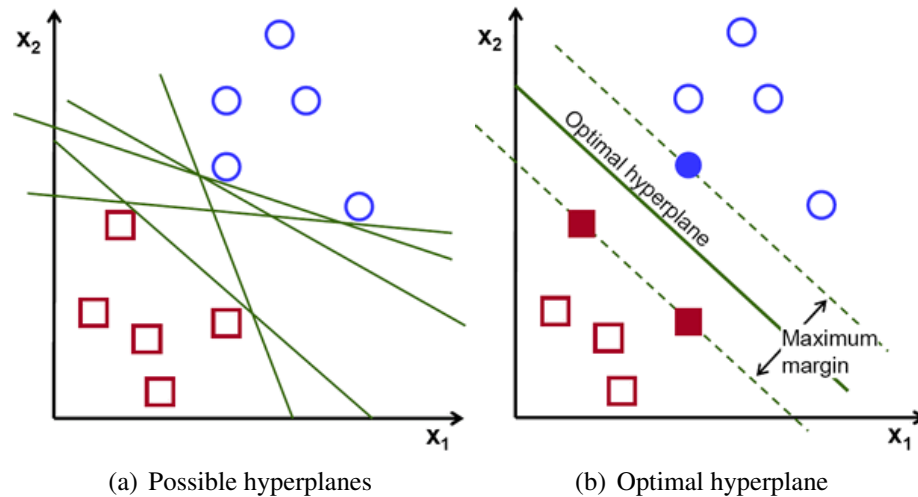 x2
x1
(a) Possible hyperplanes
x2
Optimal hyperplane
Maximum
margin
x1
(b) Optimal hyperplane